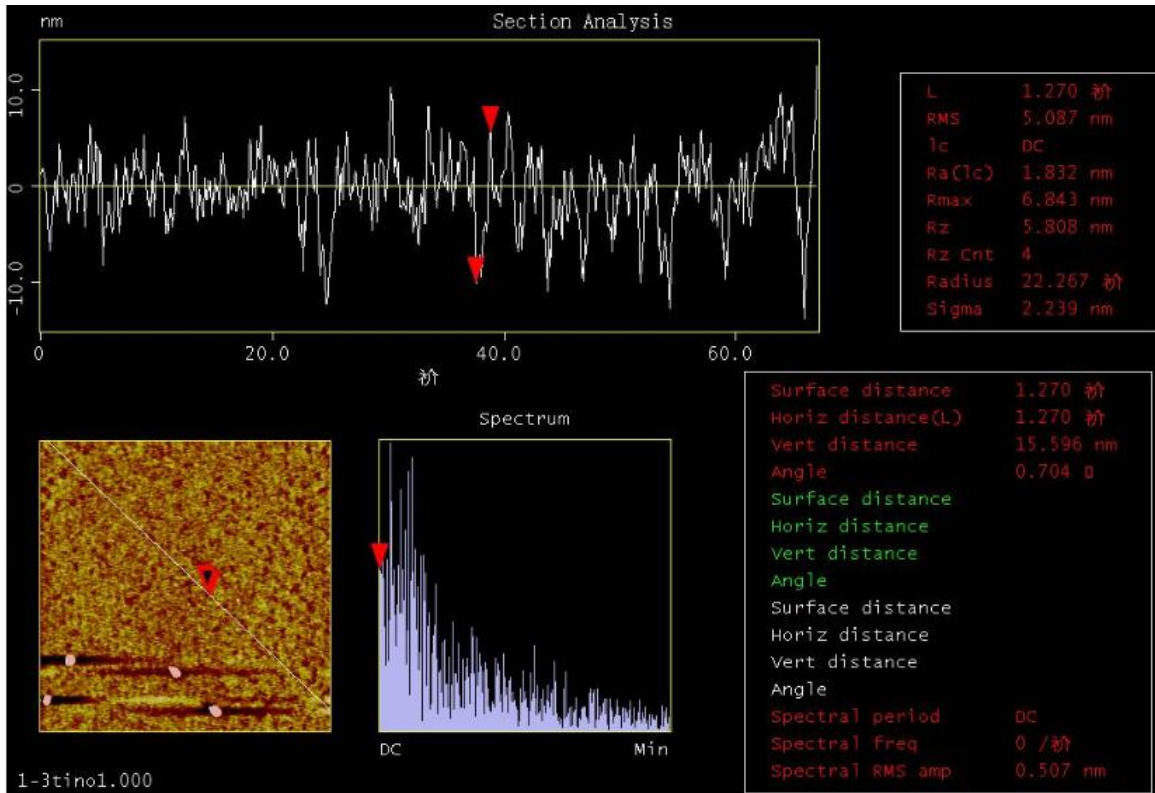 nm
Section Analysis
10.0
0
-10.0
0 20.0 40.0 60.0
祄
L 1.270 祄
RMS 5.087 nm
lc DC
Ra(lc) 1.832 nm
Rmax 6.843 nm
Rz 5.808 nm
Rz Cnt 4
Radius 22.267 祄
Sigma 2.239 nm
Surface distance 1.270 祄
Horiz distance(L) 1.270 祄
Vert distance 15.596 nm
Angle 0.704
Surface distance
Horiz distance
Vert distance
Angle
Surface distance
Horiz distance
Vert distance
Angle
Spectral period DC
Spectral freq 0 /祄
Spectral RMS amp 0.507 nm
Spectrum
DC Min
1-3tino1.000